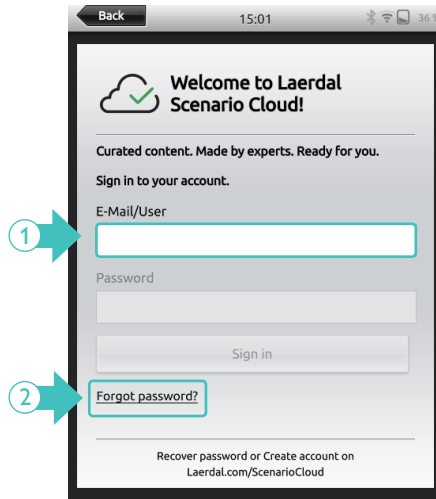 Back
15:01
36 %
Welcome to Laerdal
Scenario Cloud!
Curated content. Made by experts. Ready for you.
Sign in to your account.
E-Mail/User
1
Password
Sign in
2
Forgot password?
Recover password or Create account on
Laerdal.com/ScenarioCloud